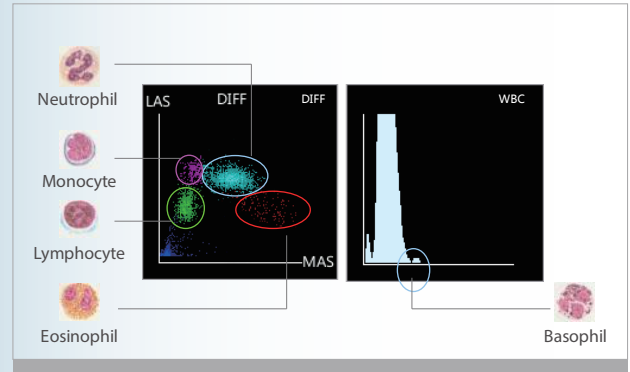 Neutrophil
Monocyte
Lymphocyte
Eosinophil
LAS
DIFF
DIFF
MAS
WBC
Basophil